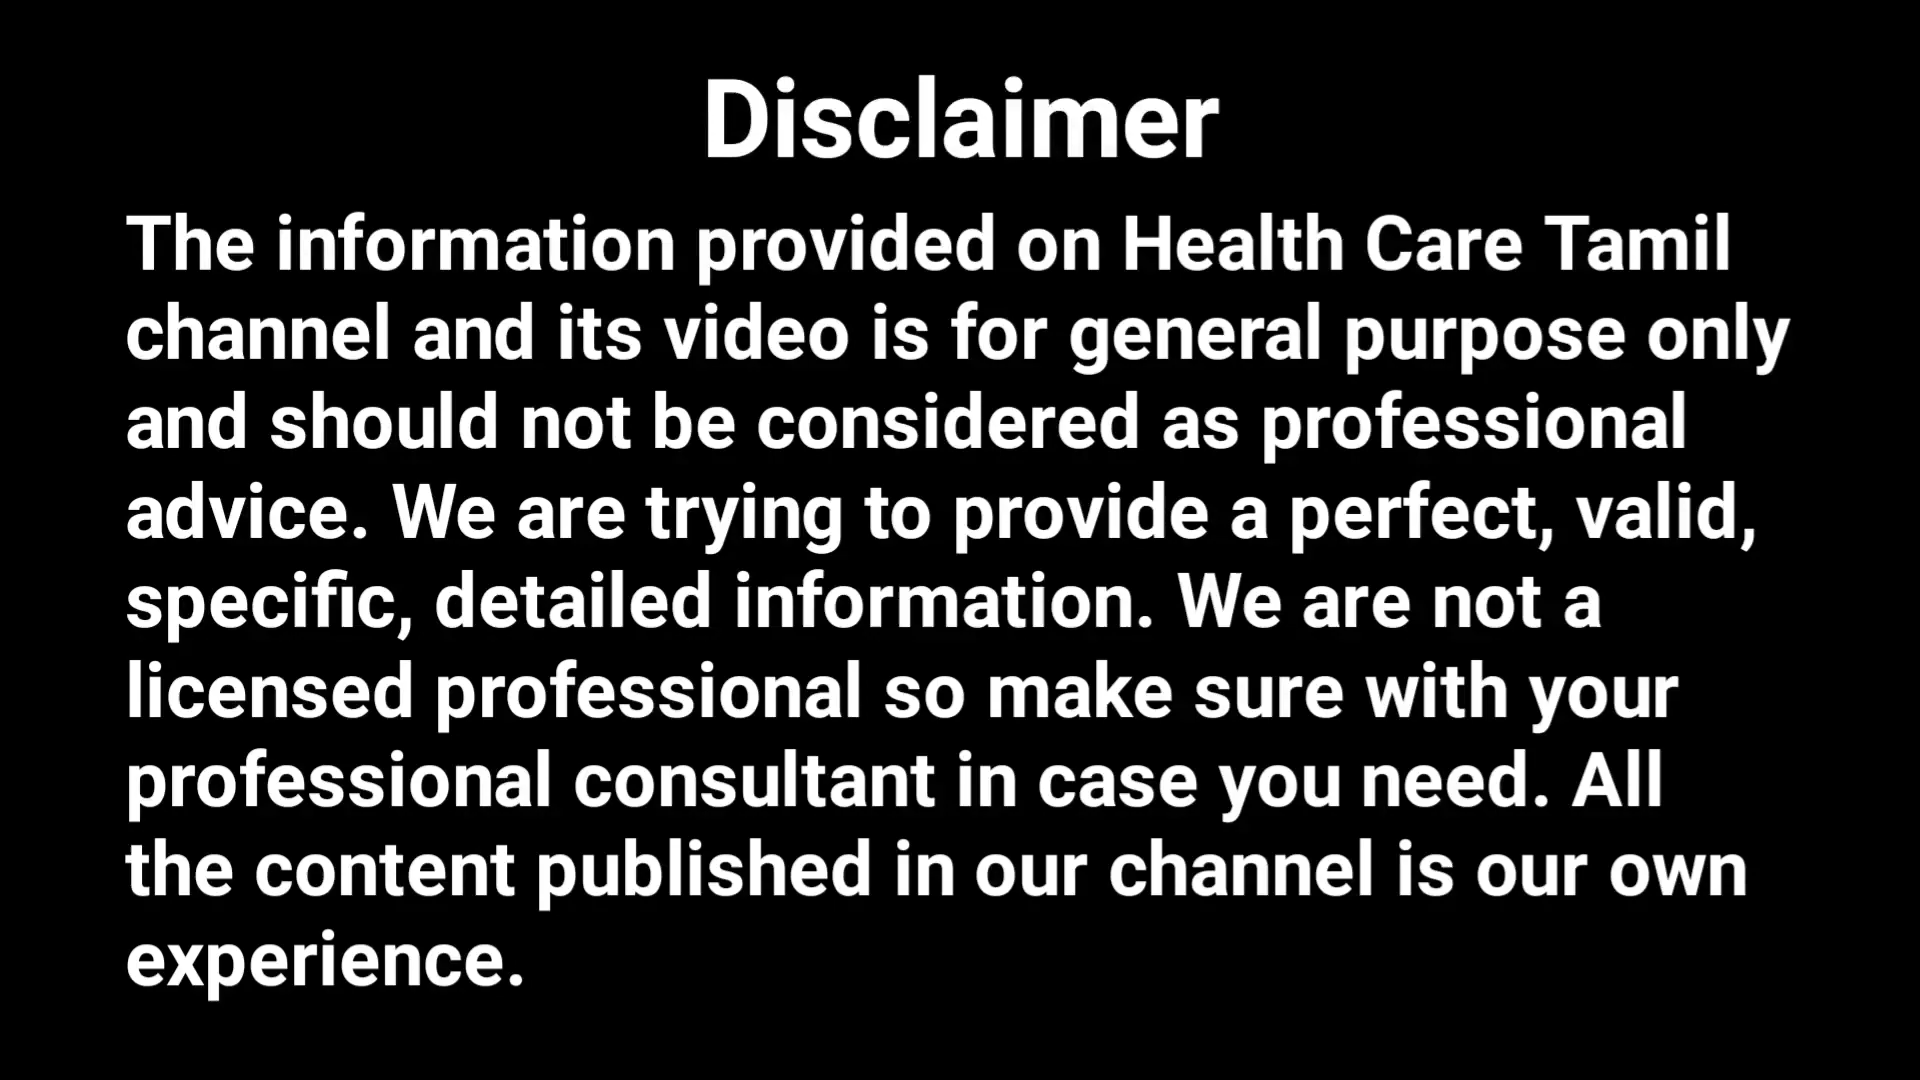 Disclaimer
The information provided on Health Care Tamil
channel and its video is for general purpose only
and should not be considered as professional
advice. We are trying to provide a perfect, valid,
specific, detailed information. We are not a
licensed professional so make sure with your
professional consultant in case you need. All
the content published in our channel is our own
experience.